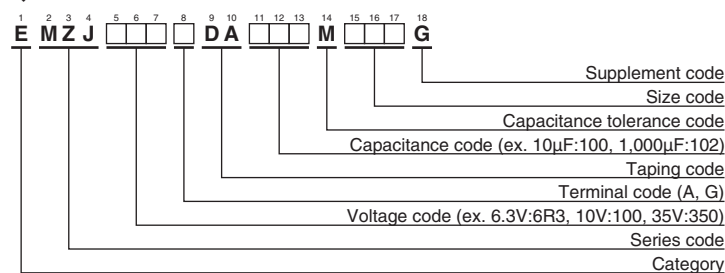 1 2 3 4 5 6 7 8 9 10 11 12 13 14 15 16 17 18
E M Z J □□□ □ D A □□□ M □□□ G
Supplement code
Size code
Capacitance tolerance code
Capacitance code (ex. 10μF:100, 1,000μF:102)
Taping code
Terminal code (A, G)
Voltage code (ex. 6.3V:6R3, 10V:100, 35V:350)
Series code
Category